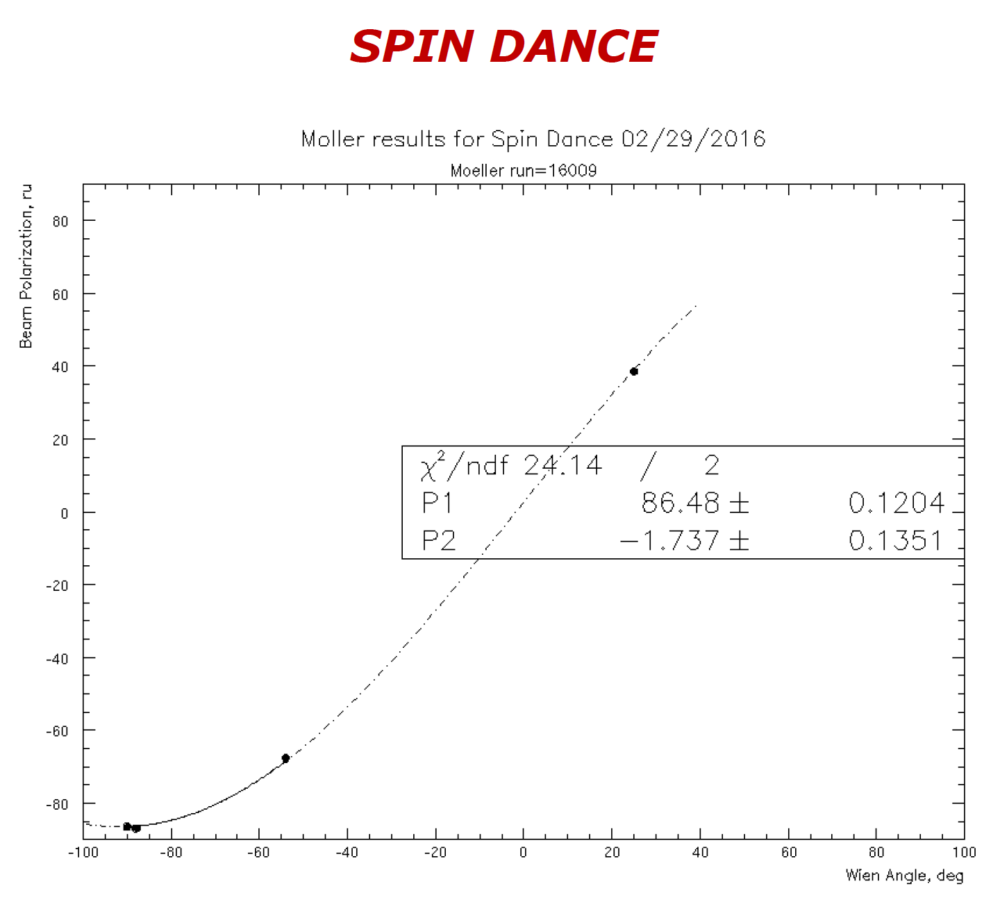 SPIN DANCE
Moller results for Spin Dance 02/29/2016
Moeller run=16009
Beam Polarization, ru
80
60
40
20
0
-20
-40
-60
-80
χ²/ndf 24.14 / 2
P1 86.48 ± 0.1204
P2 -1.737 ± 0.1351
-100 -80 -60 -40 -20 0 20 40 60 80 100
Wien Angle, deg